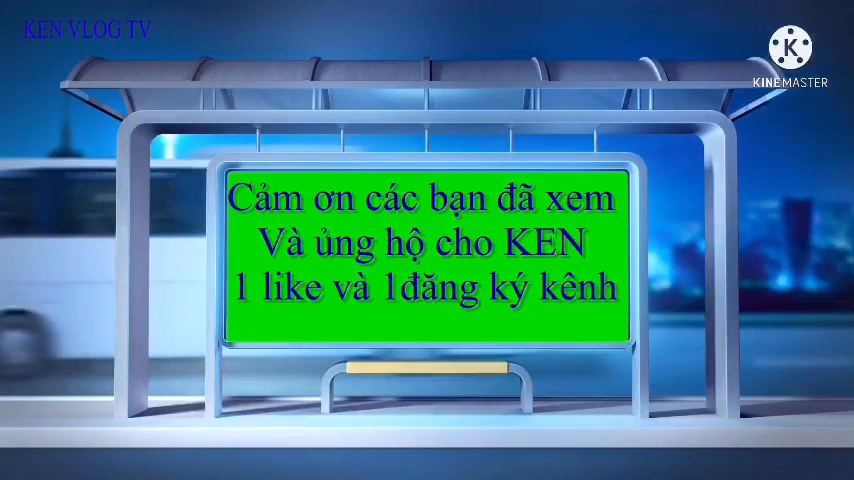 KEN VLOG TV
K
KINEMASTER
Cảm ơn các bạn đã xem
Và ủng hộ cho KEN
1 like và 1đăng ký kênh